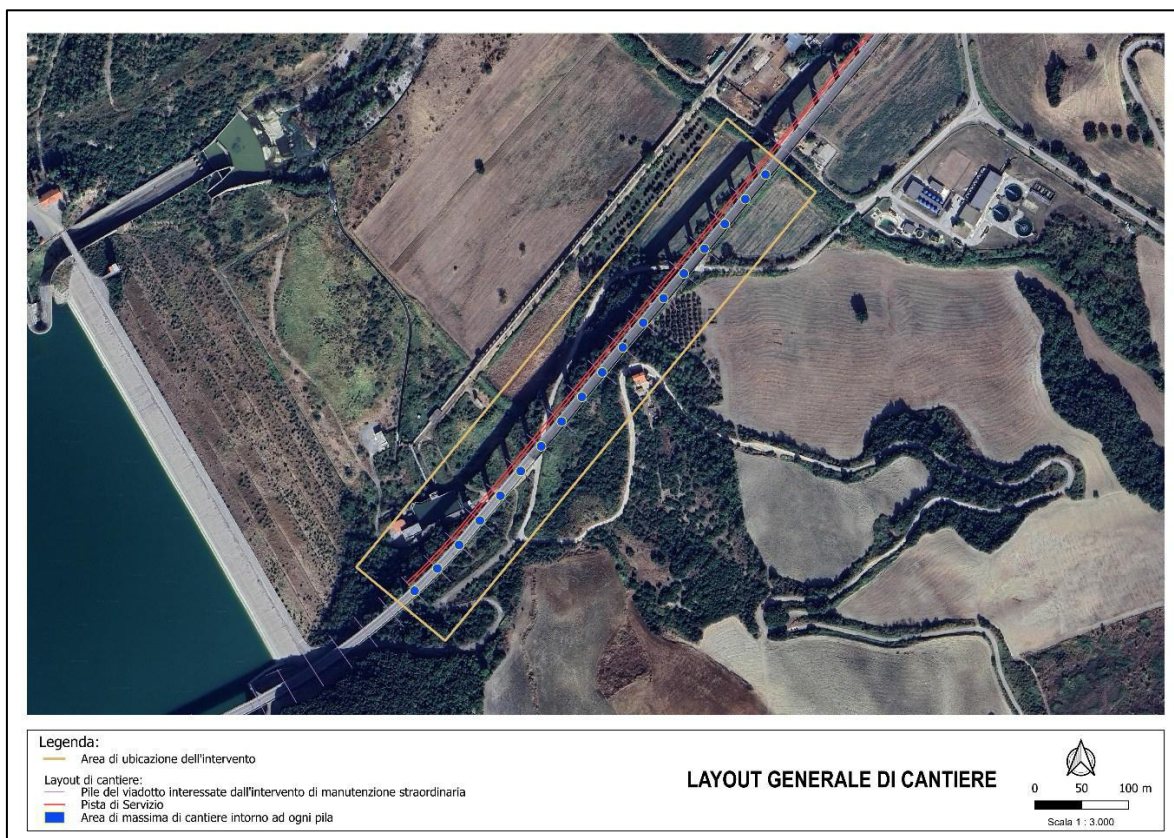 Legenda:
Area di ubicazione dell'intervento
Layout di cantiere:
Pile del viadotto interessate dall'intervento di manutenzione straordinaria
Pista di Servizio
Area di massima di cantiere intorno ad ogni pila
LAYOUT GENERALE DI CANTIERE
0 50 100 m
Scala 1 : 3.000